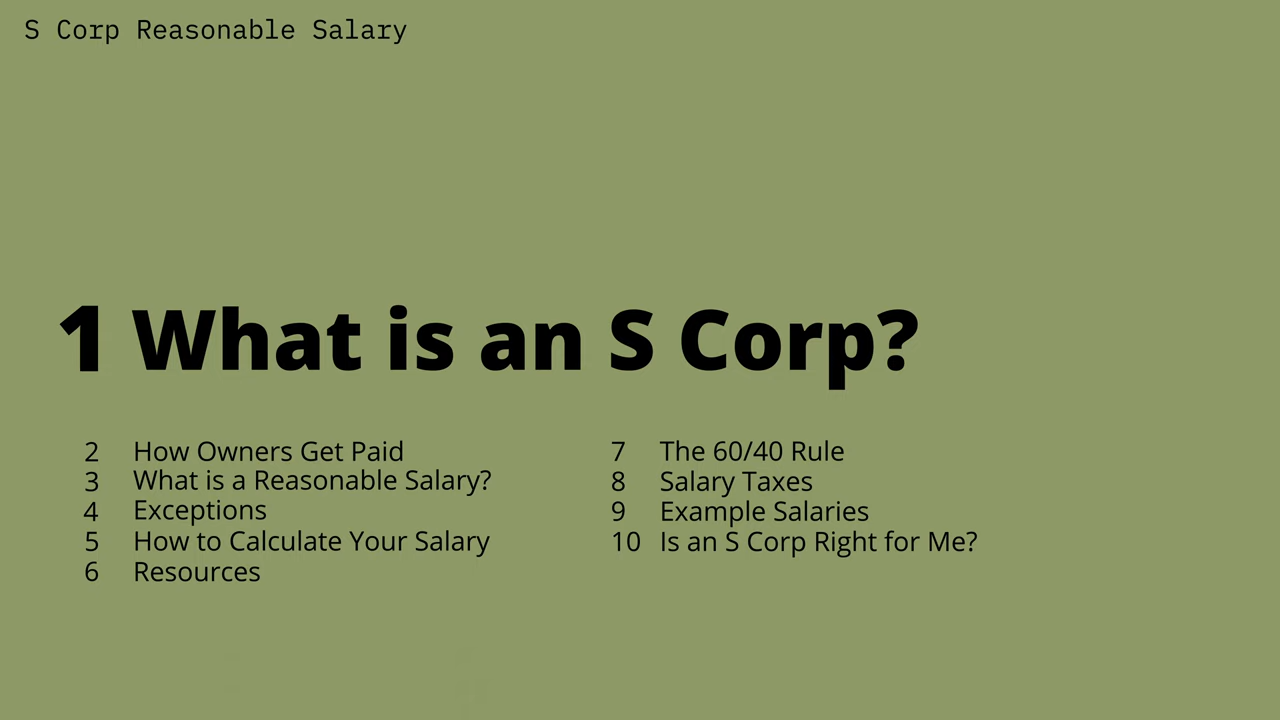 S Corp Reasonable Salary
1 What is an S Corp?
2 How Owners Get Paid
3 What is a Reasonable Salary?
4 Exceptions
5 How to Calculate Your Salary
6 Resources
7 The 60/40 Rule
8 Salary Taxes
9 Example Salaries
10 Is an S Corp Right for Me?